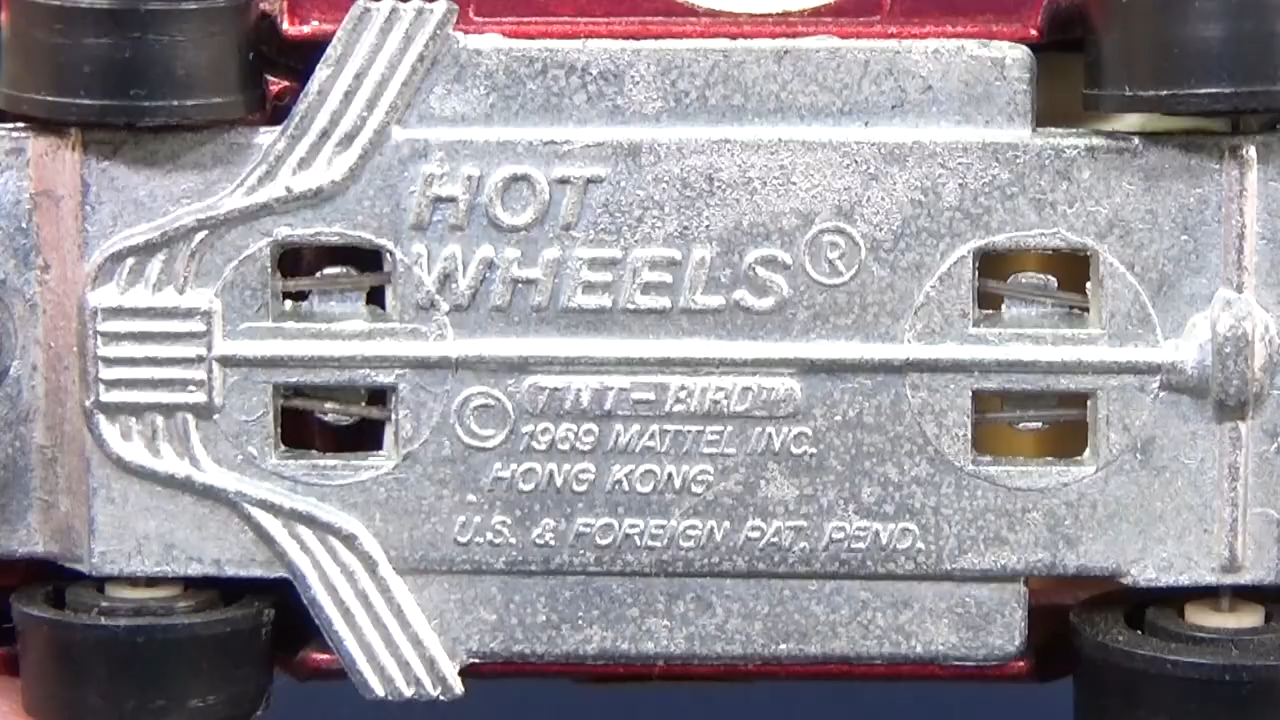 HOT
WHEELS®
©
1969 MATTEL INC.
HONG KONG
U.S. & FOREIGN PAT. PEND.